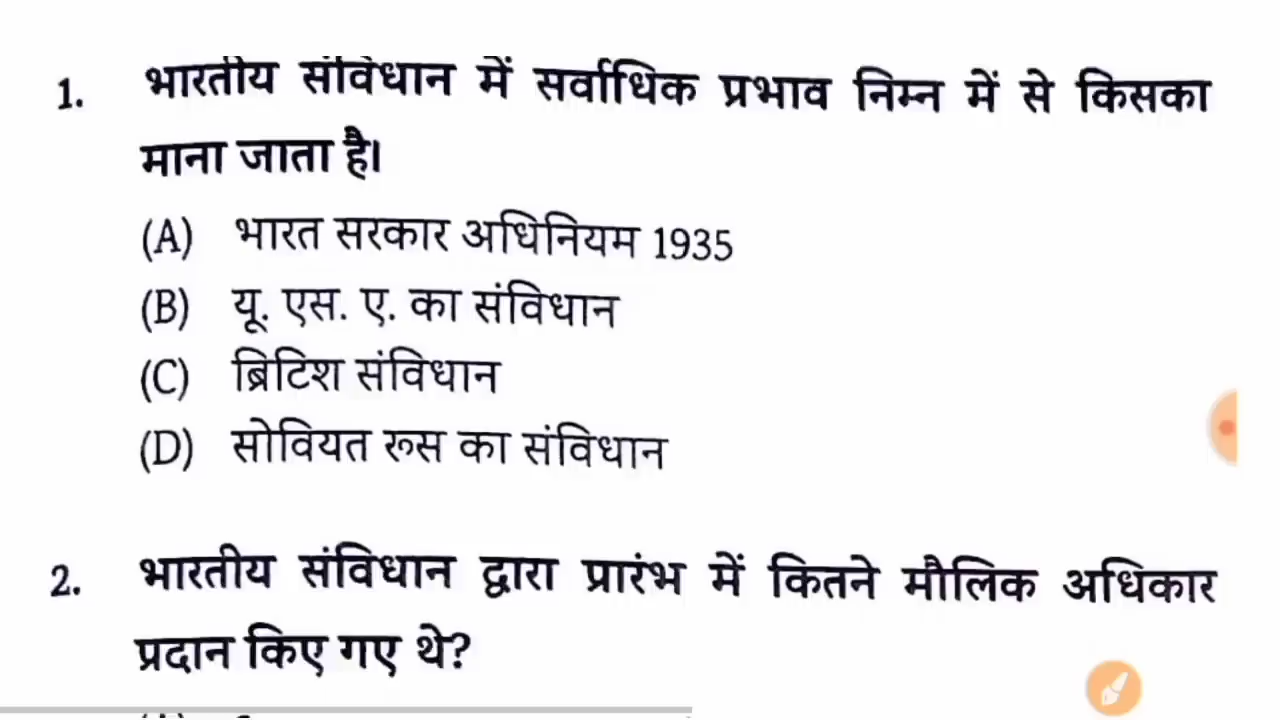 1. भारतीय संविधान में सर्वाधिक प्रभाव निम्न में से किसका
माना जाता है।
(A) भारत सरकार अधिनियम 1935
(B) यू. एस. ए. का संविधान
(C) ब्रिटिश संविधान
(D) सोवियत रूस का संविधान
2. भारतीय संविधान द्वारा प्रारंभ में कितने मौलिक अधिकार
प्रदान किए गए थे?